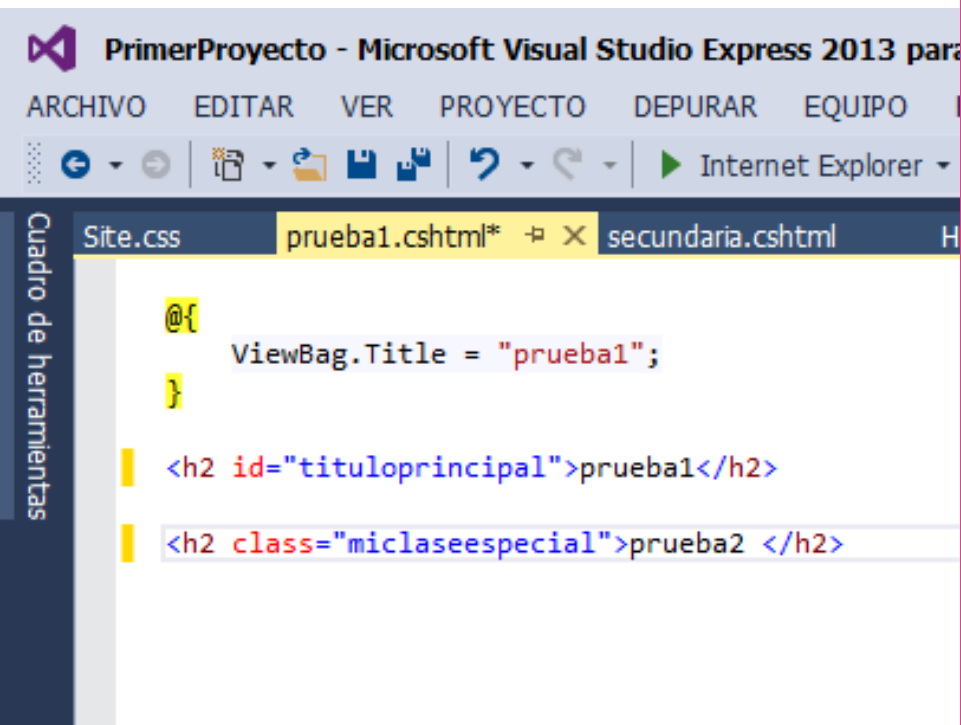 PrimerProyecto - Microsoft Visual Studio Express 2013 para
ARCHIVO EDITAR VER PROYECTO DEPURAR EQUIPO
Internet Explorer
Site.css prueba1.cshtml* secundaria.cshtml H
Cuadro de herramientas
@{
ViewBag.Title = "prueba1";
}
<h2 id="tituloprincipal">prueba1</h2>
<h2 class="miclaseespecial">prueba2 </h2>